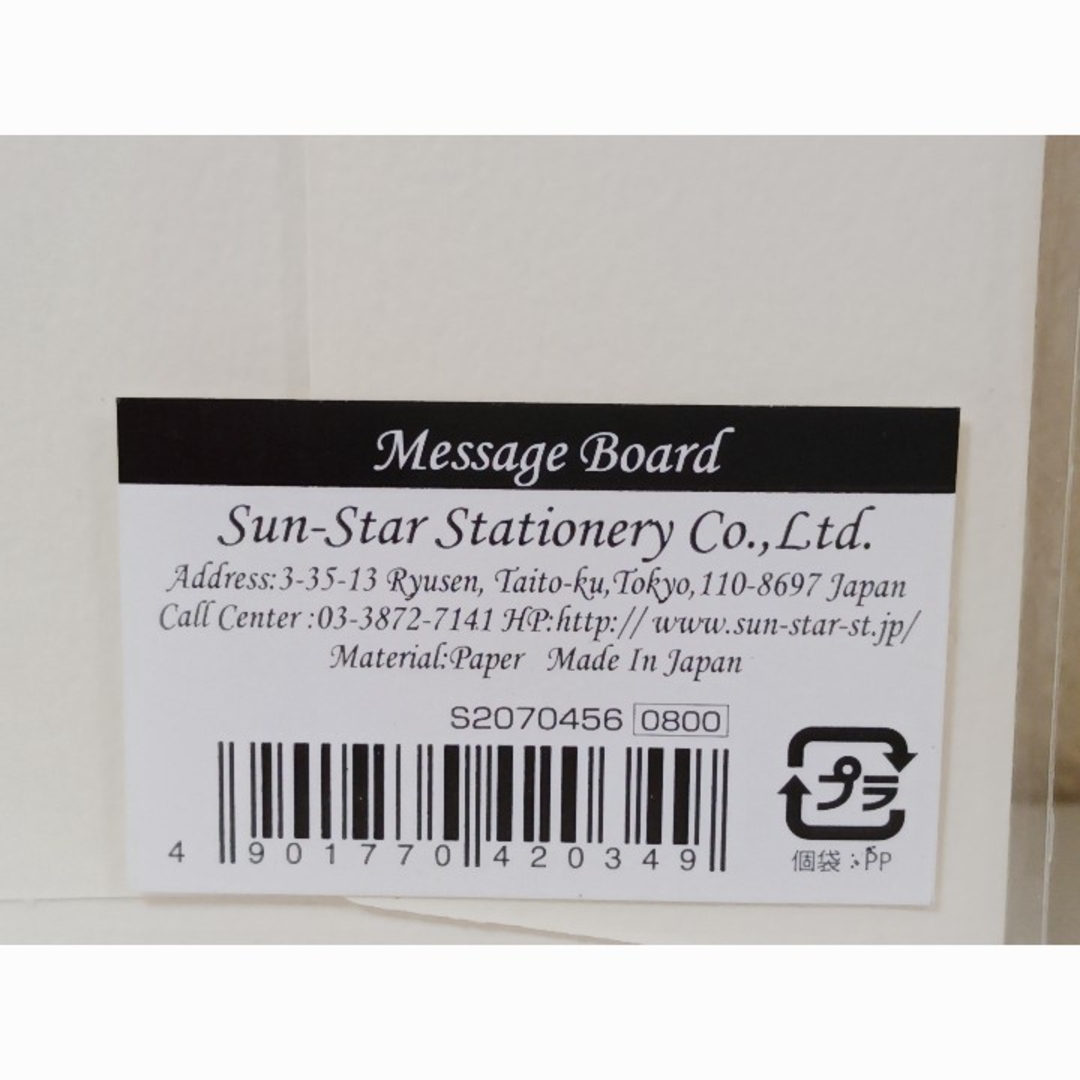 Message Board
Sun-Star Stationery Co.,Ltd.
Address:3-35-13 Ryusen, Taito-ku,Tokyo,110-8697 Japan
Call Center :03-3872-7141 HP:http:// www.sun-star-st.jp/
Material:Paper Made In Japan
S2070456 0800
プラ
4 901770 420349
個袋:PP